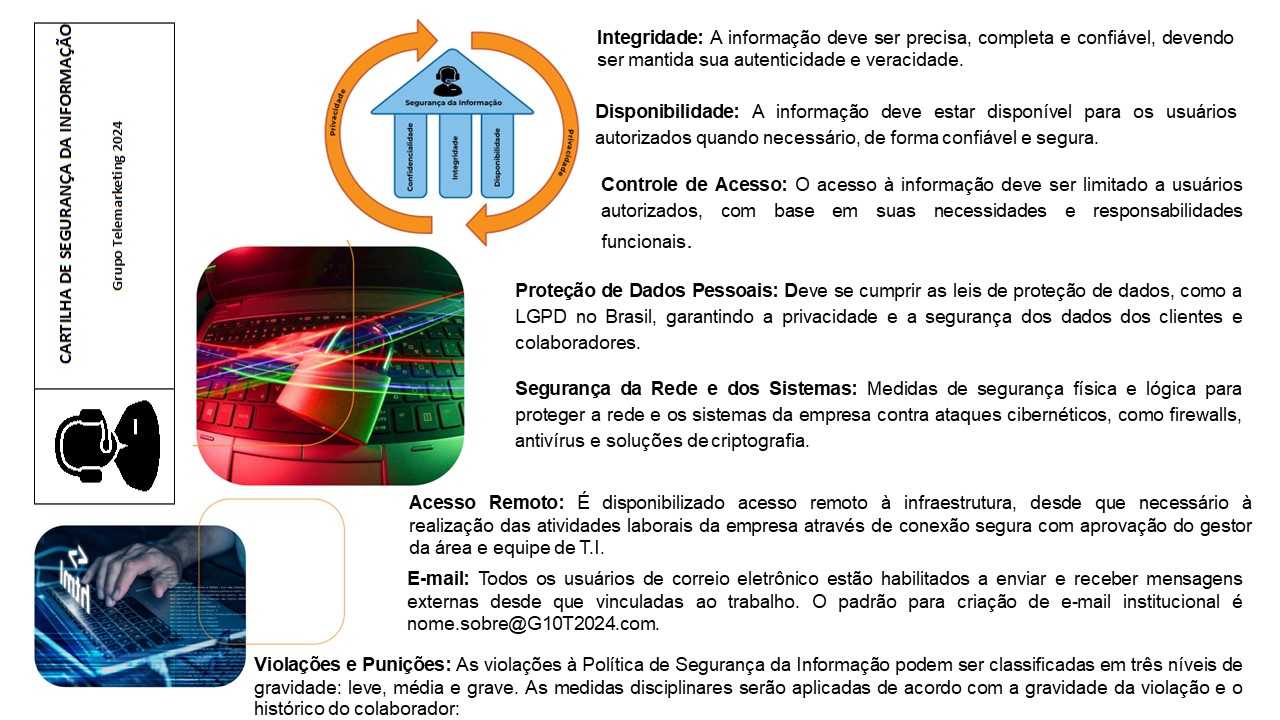 CARTILHA DE SEGURANÇA DA INFORMAÇÃO
Grupo Telemarketing 2024
Segurança da Informação
Privacidade
Confidencialidade
Integridade
Disponibilidade
Privacidade
Integridade: A informação deve ser precisa, completa e confiável, devendo
ser mantida sua autenticidade e veracidade.
Disponibilidade: A informação deve estar disponível para os usuários
autorizados quando necessário, de forma confiável e segura.
Controle de Acesso: O acesso à informação deve ser limitado a usuários
autorizados, com base em suas necessidades e responsabilidades
funcionais.
Proteção de Dados Pessoais: Deve se cumprir as leis de proteção de dados, como a
LGPD no Brasil, garantindo a privacidade e a segurança dos dados dos clientes e
colaboradores.
Segurança da Rede e dos Sistemas: Medidas de segurança física e lógica para
proteger a rede e os sistemas da empresa contra ataques cibernéticos, como firewalls,
antivírus e soluções de criptografia.
Acesso Remoto: É disponibilizado acesso remoto à infraestrutura, desde que necessário à
realização das atividades laborais da empresa através de conexão segura com aprovação do gestor
da área e equipe de T.I.
E-mail: Todos os usuários de correio eletrônico estão habilitados a enviar e receber mensagens
externas desde que vinculadas ao trabalho. O padrão para criação de e-mail institucional é
nome.sobre@G10T2024.com.
</>
html
Violações e Punições: As violações à Política de Segurança da Informação podem ser classificadas em três níveis de
gravidade: leve, média e grave. As medidas disciplinares serão aplicadas de acordo com a gravidade da violação e o
histórico do colaborador: